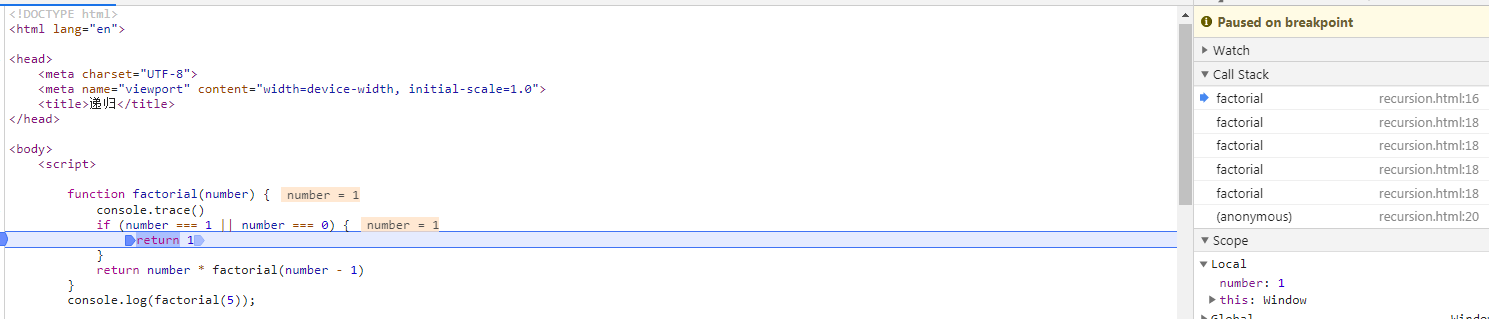 <!DOCTYPE html>
<html lang="en">
<head>
<meta charset="UTF-8">
<meta name="viewport" content="width=device-width, initial-scale=1.0">
<title>递归</title>
</head>
<body>
<script>
function factorial(number) { number = 1
console.trace()
if (number === 1 || number === 0) { number = 1
return 1
}
return number * factorial(number - 1)
}
console.log(factorial(5));
Paused on breakpoint
Watch
Call Stack
factorial recursion.html:16
factorial recursion.html:18
factorial recursion.html:18
factorial recursion.html:18
factorial recursion.html:18
(anonymous) recursion.html:20
Scope
Local
number: 1
this: Window
Global Window